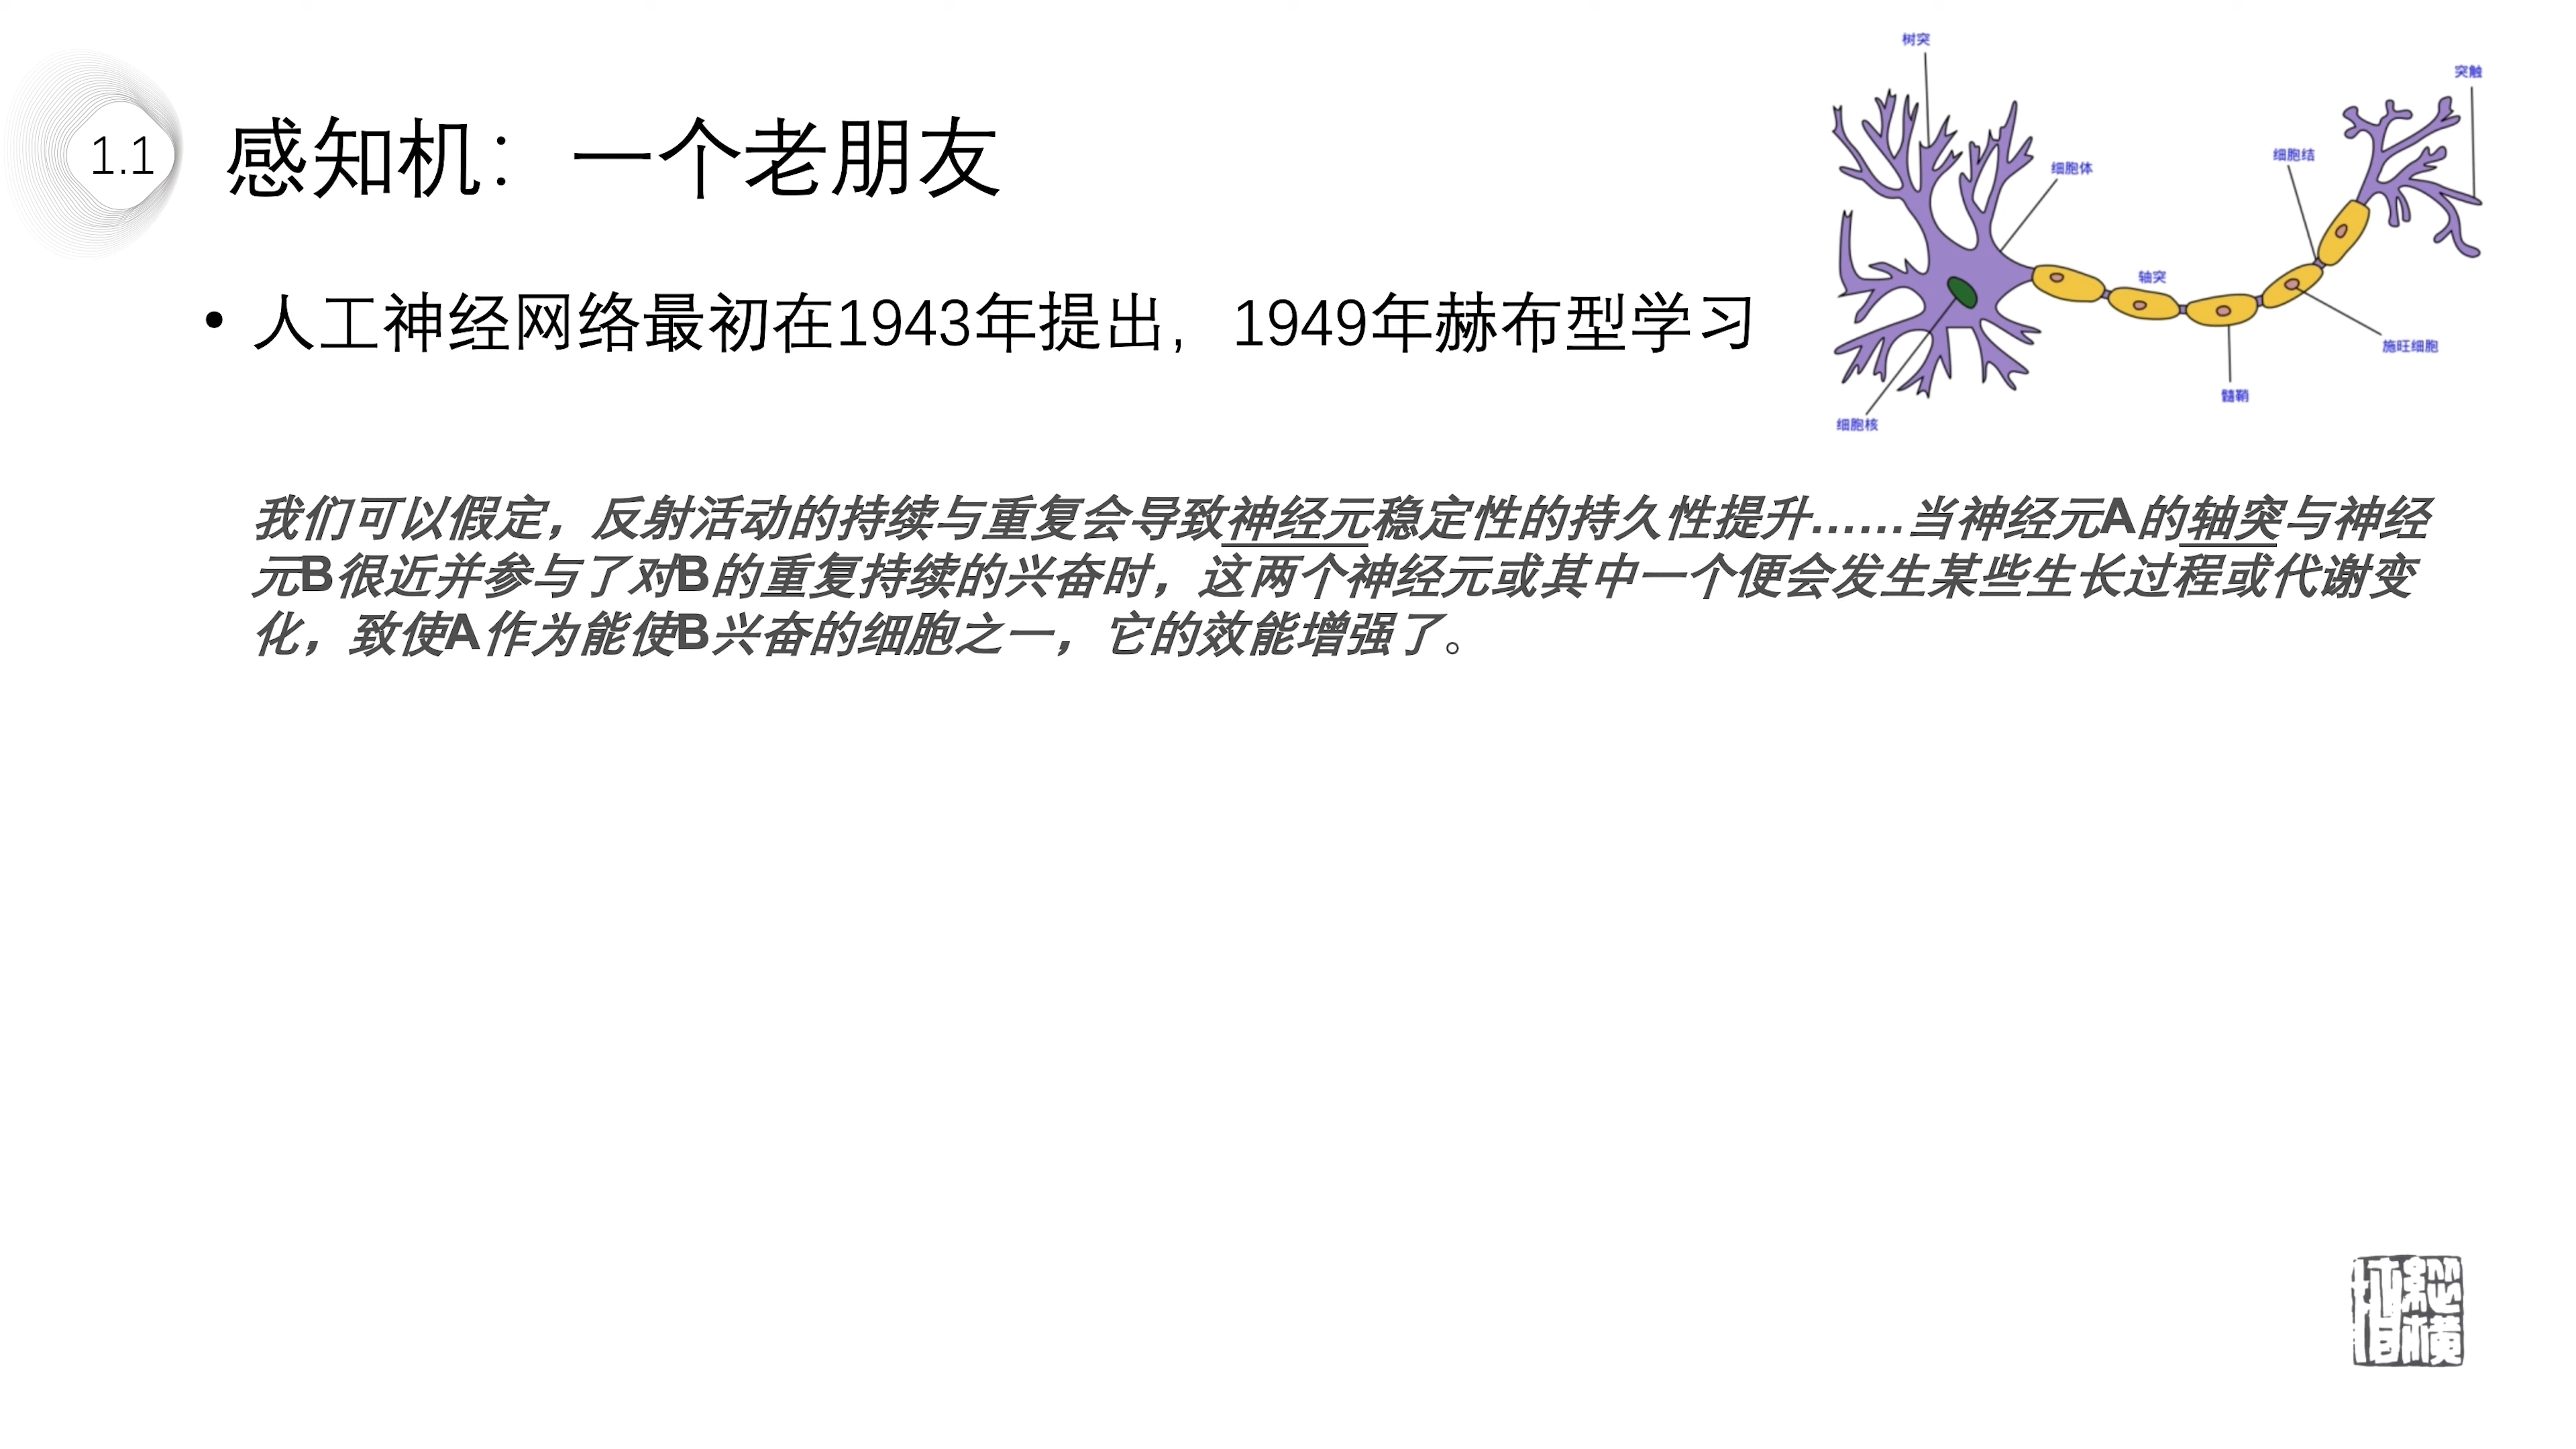 1.1
感知机：一个老朋友
• 人工神经网络最初在1943年提出，1949年赫布型学习
我们可以假定，反射活动的持续与重复会导致神经元稳定性的持久性提升……当神经元A的轴突与神经
元B很近并参与了对B的重复持续的兴奋时，这两个神经元或其中一个便会发生某些生长过程或代谢变
化，致使A作为能使B兴奋的细胞之一，它的效能增强了。
树突
突触
细胞结
细胞体
轴突
施旺细胞
髓鞘
细胞核